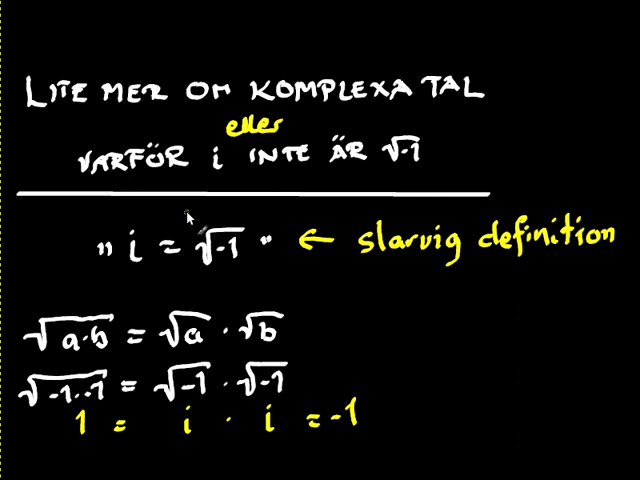 LITE MER OM KOMPLEXA TAL
eller
VARFÖR i INTE ÄR √-1
" i = √-1 " ← slarvig definition
√a·b = √a · √b
√-1·-1 = √-1 · √-1
1 = i · i = -1